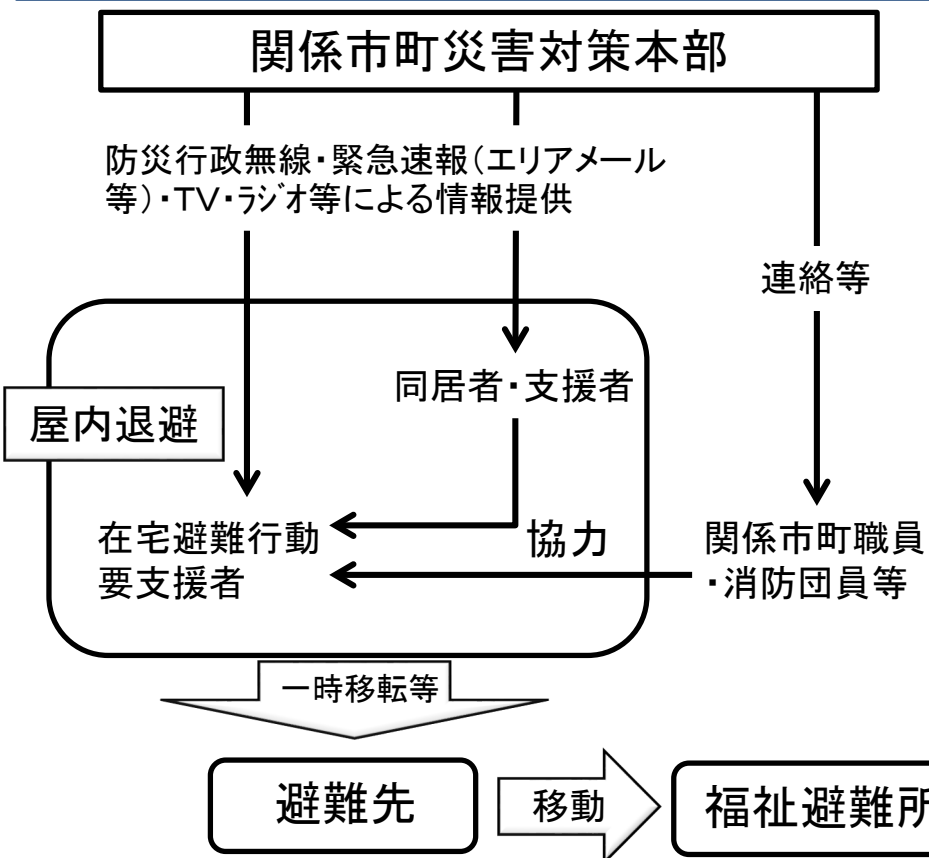 関係市町災害対策本部
防災行政無線・緊急速報(エリアメール
等)・TV・ラジオ等による情報提供
連絡等
同居者・支援者
屋内退避
在宅避難行動
要支援者
協力
関係市町職員
・消防団員等
一時移転等
避難先
移動
福祉避難所